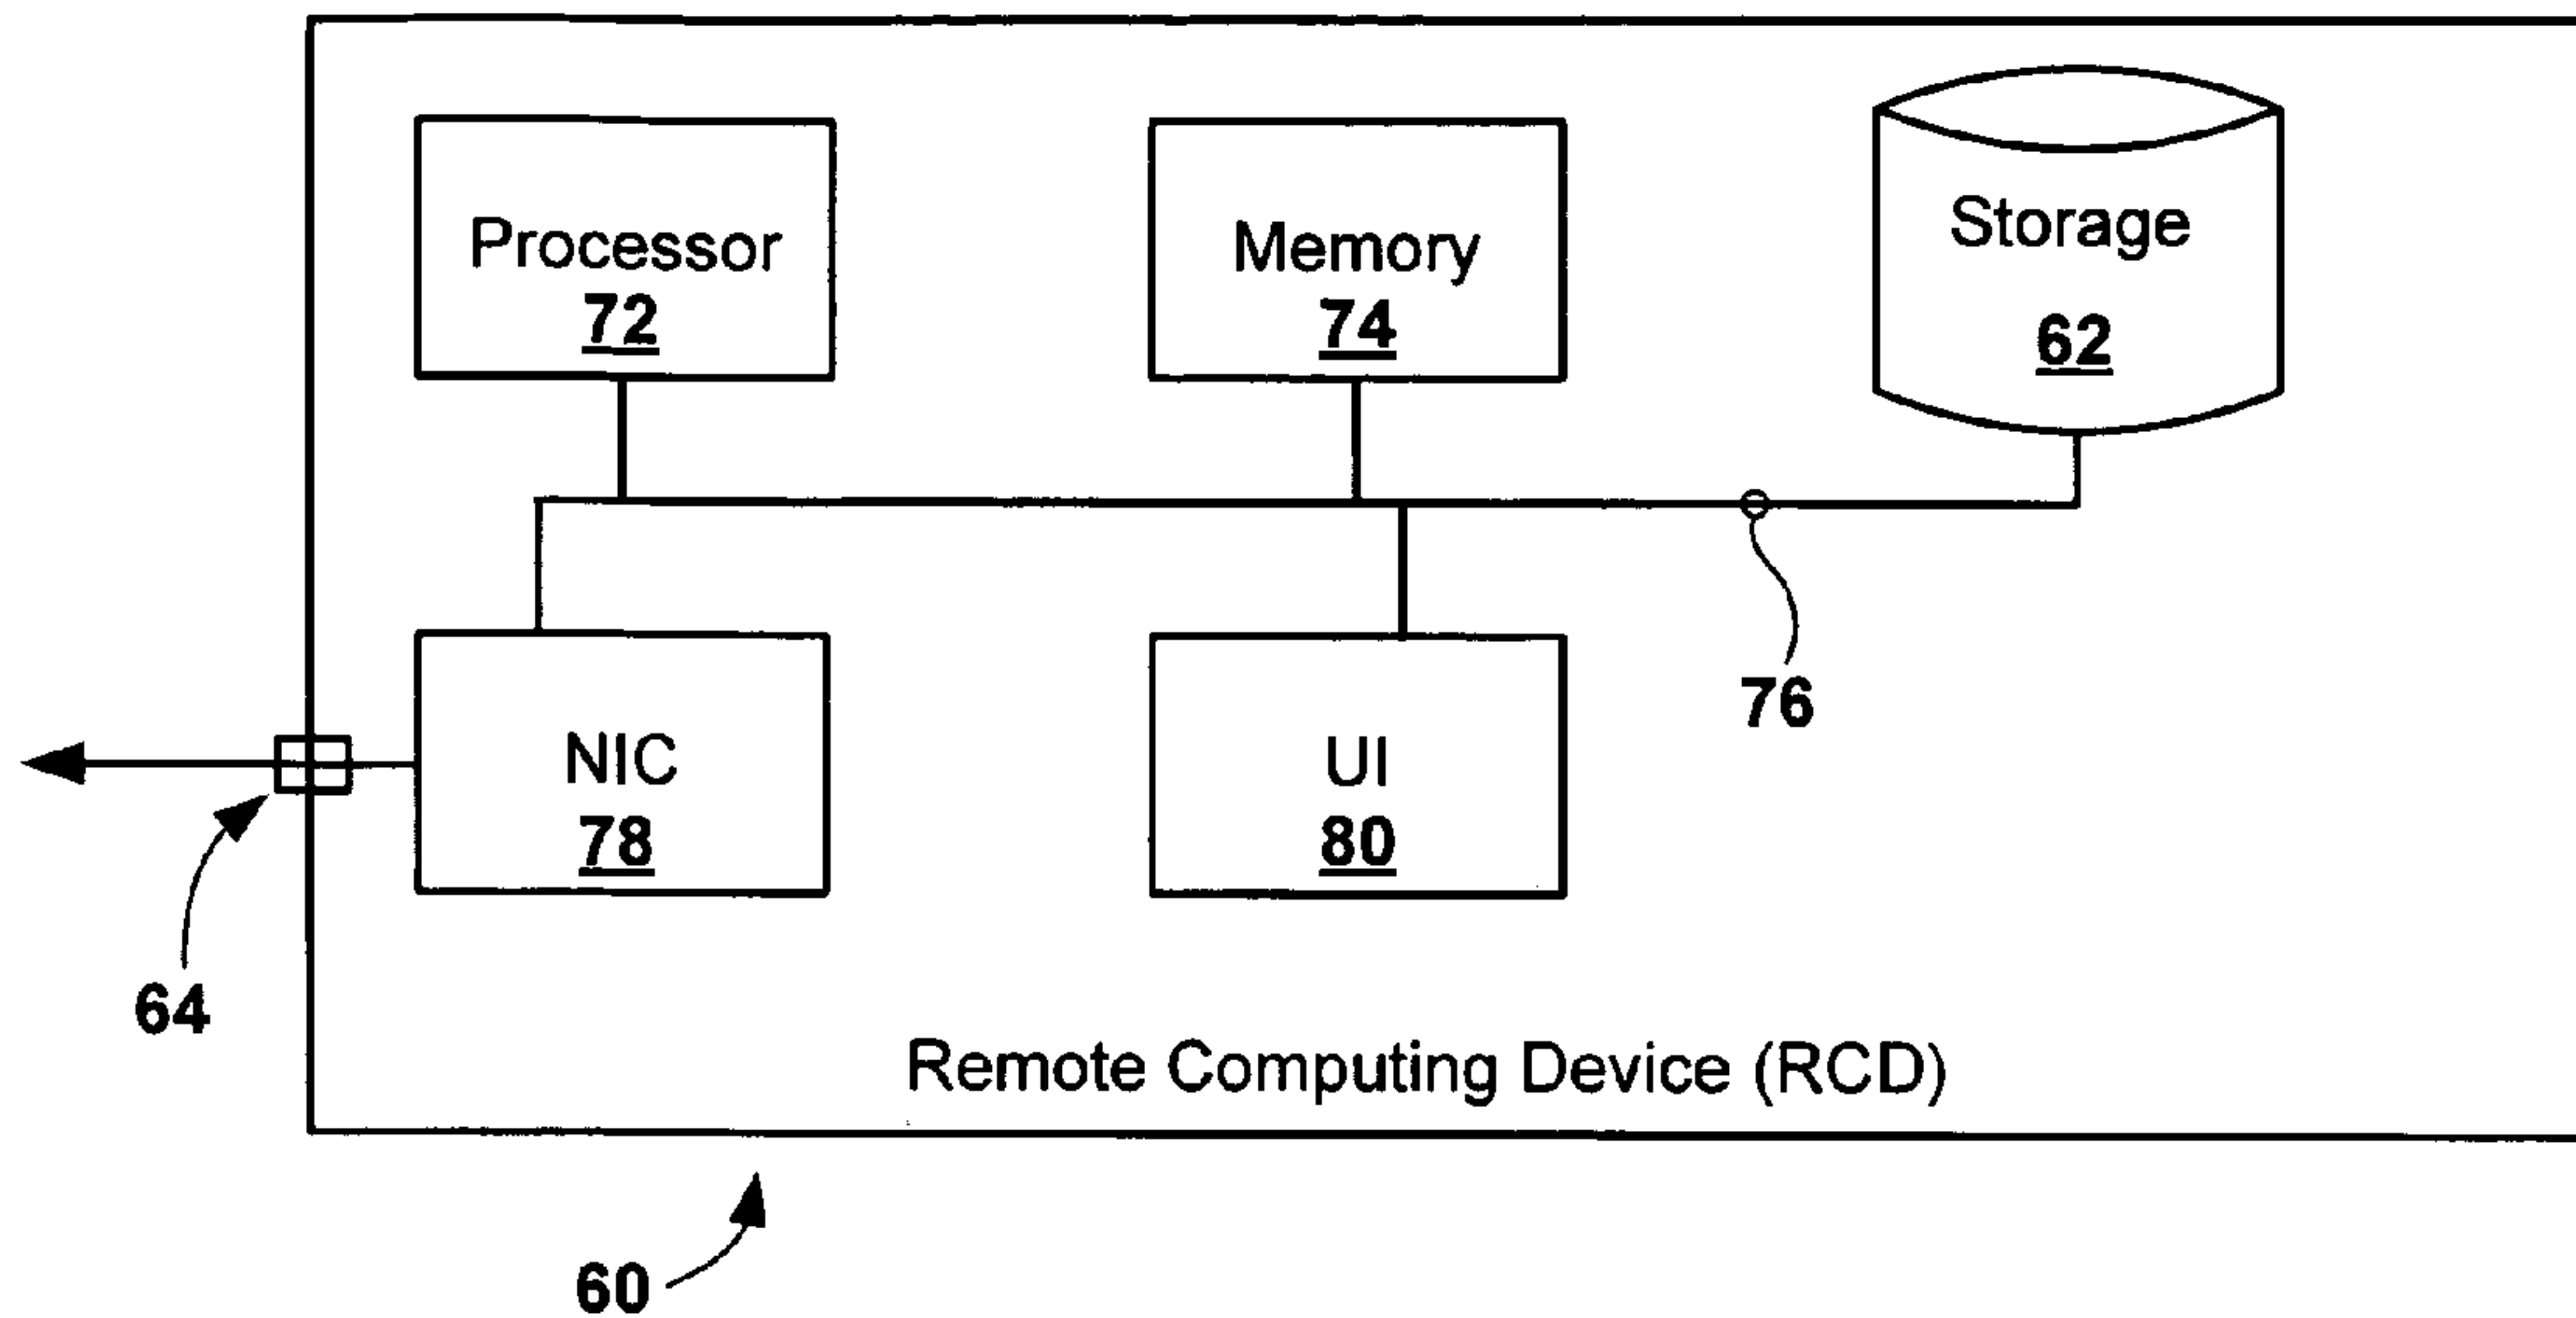 Processor
72
Memory
74
Storage
62
76
NIC
78
UI
80
64
Remote Computing Device (RCD)
60